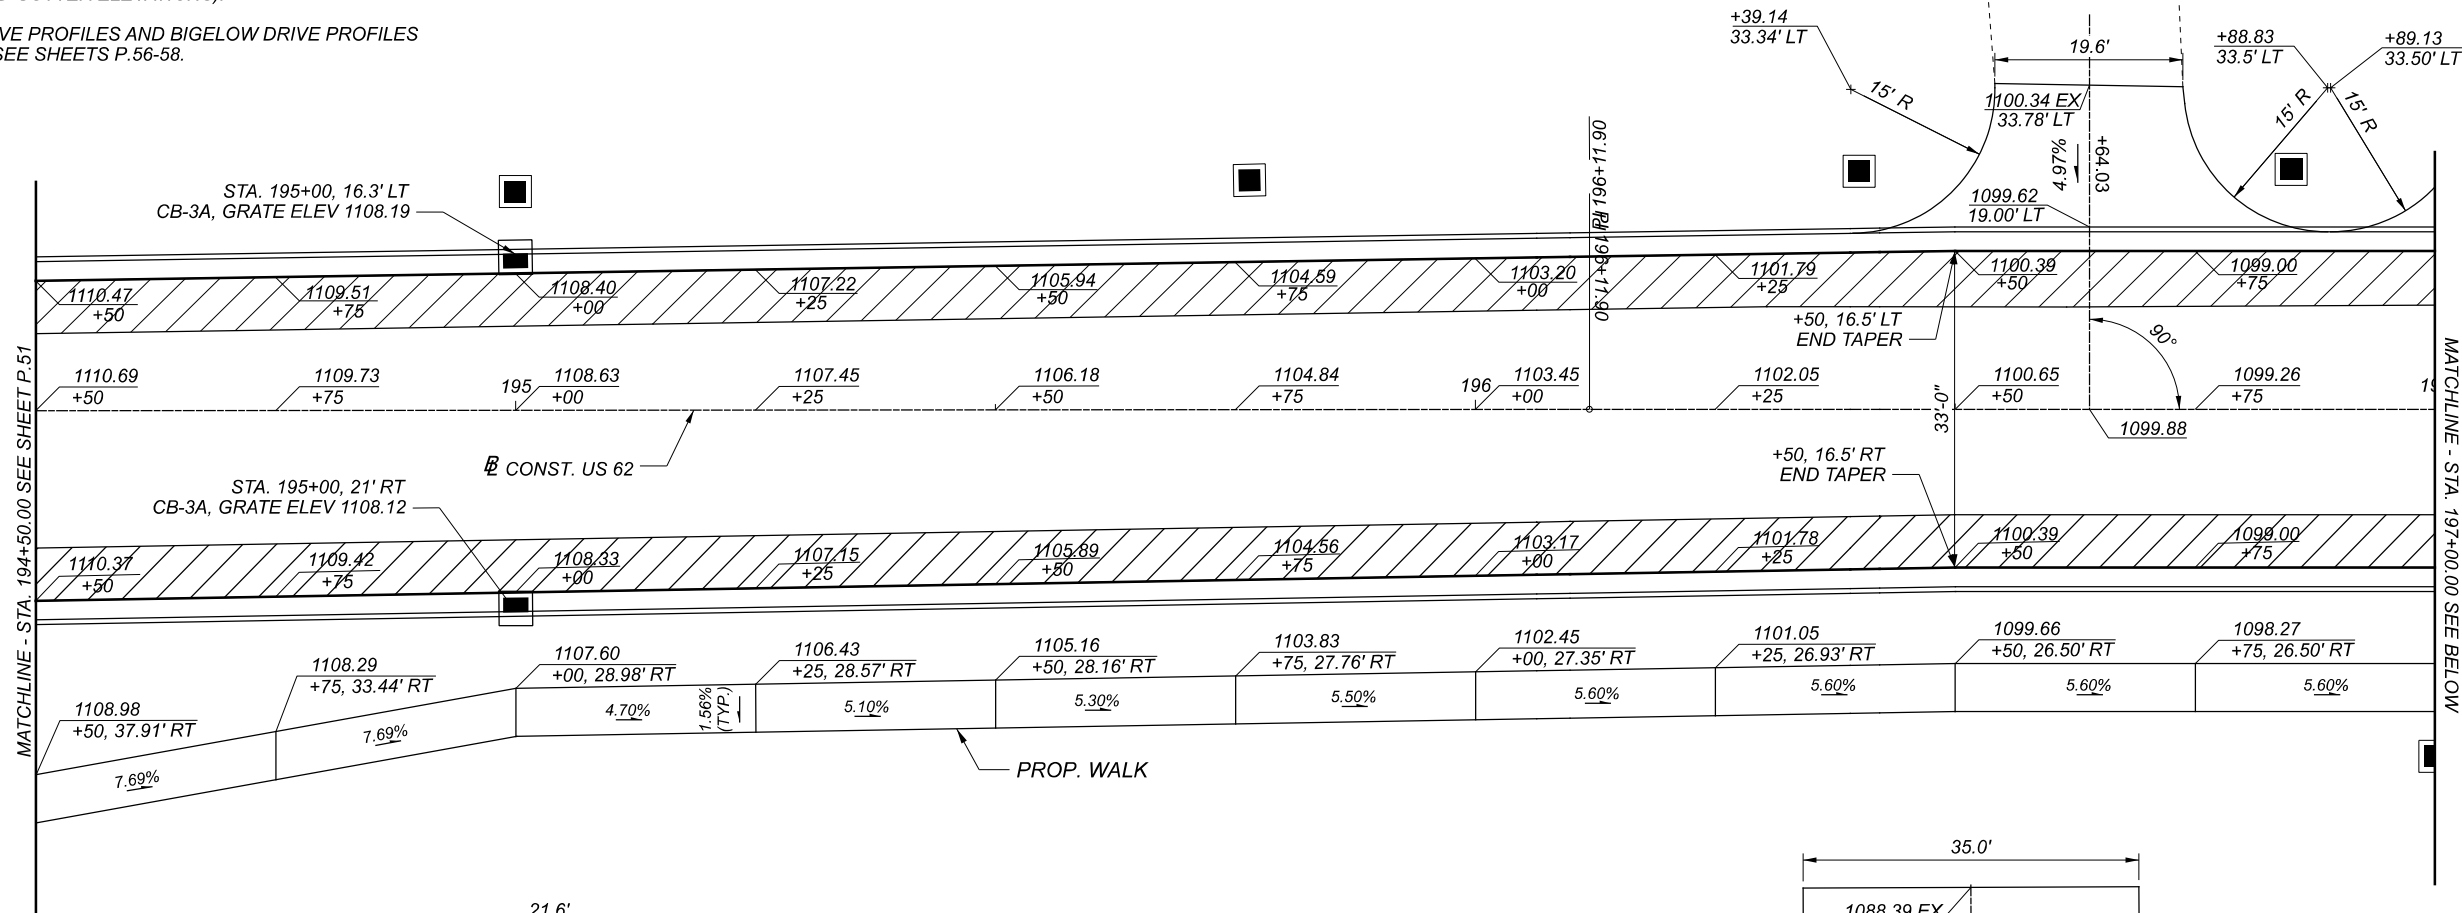 VE PROFILES AND BIGELOW DRIVE PROFILES
SEE SHEETS P.56-58.
+39.14
33.34' LT
15' R
19.6'
+88.83
33.5' LT
+89.13
33.50' LT
15' R
15' R
1100.34 EX
33.78' LT
4.97%
+64.03
1099.62
19.00' LT
PI 196+11.90
PI 196+11.90
STA. 195+00, 16.3' LT
CB-3A, GRATE ELEV 1108.19
1110.47
+50
1109.51
+75
1108.40
+00
1107.22
+25
1105.94
+50
1104.59
+75
1103.20
+00
1101.79
+25
1100.39
+50
1099.00
+75
+50, 16.5' LT
END TAPER
90°
MATCHLINE - STA. 194+50.00 SEE SHEET P.51
1110.69
+50
1109.73
+75
195
1108.63
+00
1107.45
+25
1106.18
+50
1104.84
+75
196
1103.45
+00
1102.05
+25
1100.65
+50
1099.26
+75
19
33'-0"
1099.88
MATCHLINE - STA. 197+00.00 SEE BELOW
BL CONST. US 62
STA. 195+00, 21' RT
CB-3A, GRATE ELEV 1108.12
+50, 16.5' RT
END TAPER
1110.37
+50
1109.42
+75
1108.33
+00
1107.15
+25
1105.89
+50
1104.56
+75
1103.17
+00
1101.78
+25
1100.39
+50
1099.00
+75
1108.98
+50, 37.91' RT
1108.29
+75, 33.44' RT
1107.60
+00, 28.98' RT
1106.43
+25, 28.57' RT
1105.16
+50, 28.16' RT
1103.83
+75, 27.76' RT
1102.45
+00, 27.35' RT
1101.05
+25, 26.93' RT
1099.66
+50, 26.50' RT
1098.27
+75, 26.50' RT
7.69%
7.69%
4.70%
1.56%
(TYP.)
5.10%
5.30%
5.50%
5.60%
5.60%
5.60%
5.60%
PROP. WALK
35.0'
21.6'
1088.39 EX